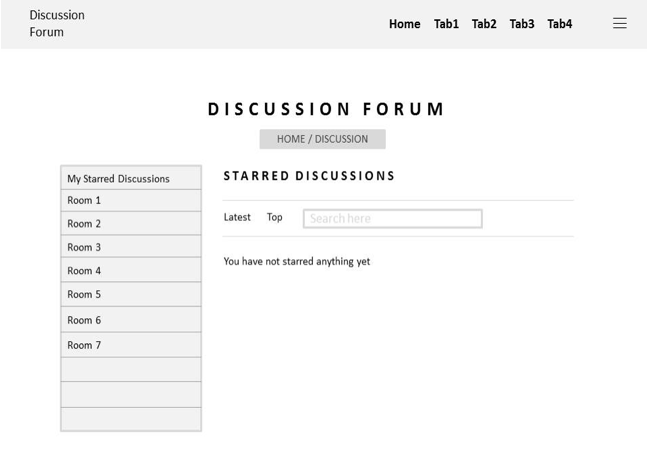 Discussion
Forum
Home Tab1 Tab2 Tab3 Tab4
DISCUSSION FORUM
HOME / DISCUSSION
My Starred Discussions
Room 1
Room 2
Room 3
Room 4
Room 5
Room 6
Room 7
STARRED DISCUSSIONS
Latest Top Search here
You have not starred anything yet